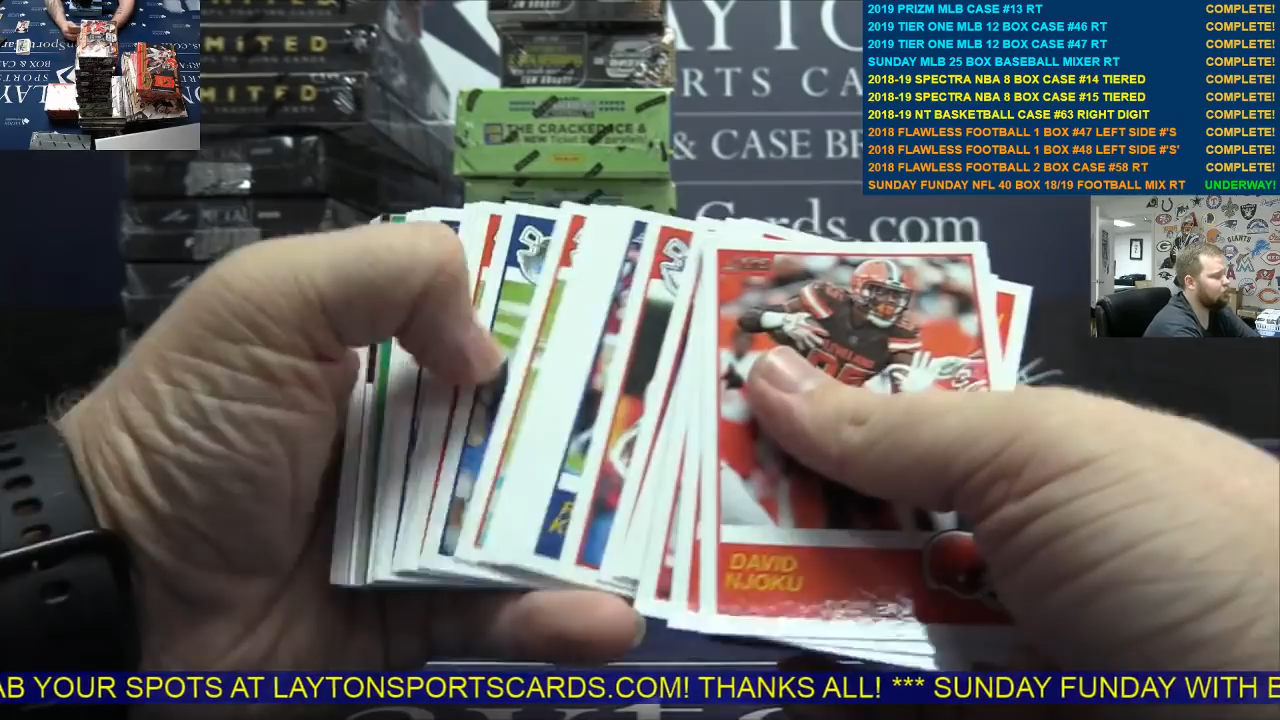 2019 PRIZM MLB CASE #13 RT COMPLETE!
2019 TIER ONE MLB 12 BOX CASE #46 RT COMPLETE!
2019 TIER ONE MLB 12 BOX CASE #47 RT COMPLETE!
SUNDAY MLB 25 BOX BASEBALL MIXER RT COMPLETE!
2018-19 SPECTRA NBA 8 BOX CASE #14 TIERED COMPLETE!
2018-19 SPECTRA NBA 8 BOX CASE #15 TIERED COMPLETE!
2018-19 NT BASKETBALL CASE #63 RIGHT DIGIT COMPLETE!
2018 FLAWLESS FOOTBALL 1 BOX #47 LEFT SIDE #'S COMPLETE!
2018 FLAWLESS FOOTBALL 1 BOX #48 LEFT SIDE #'S' COMPLETE!
2018 FLAWLESS FOOTBALL 2 BOX CASE #58 RT COMPLETE!
SUNDAY FUNDAY NFL 40 BOX 18/19 FOOTBALL MIX RT UNDERWAY!
LAYTON
RTS CA
& CASE BR
Cards.com
THE CRACKED ICE &
DAVID
NJOKU
AB YOUR SPOTS AT LAYTONSPORTSCARDS.COM! THANKS ALL! *** SUNDAY FUNDAY WITH E